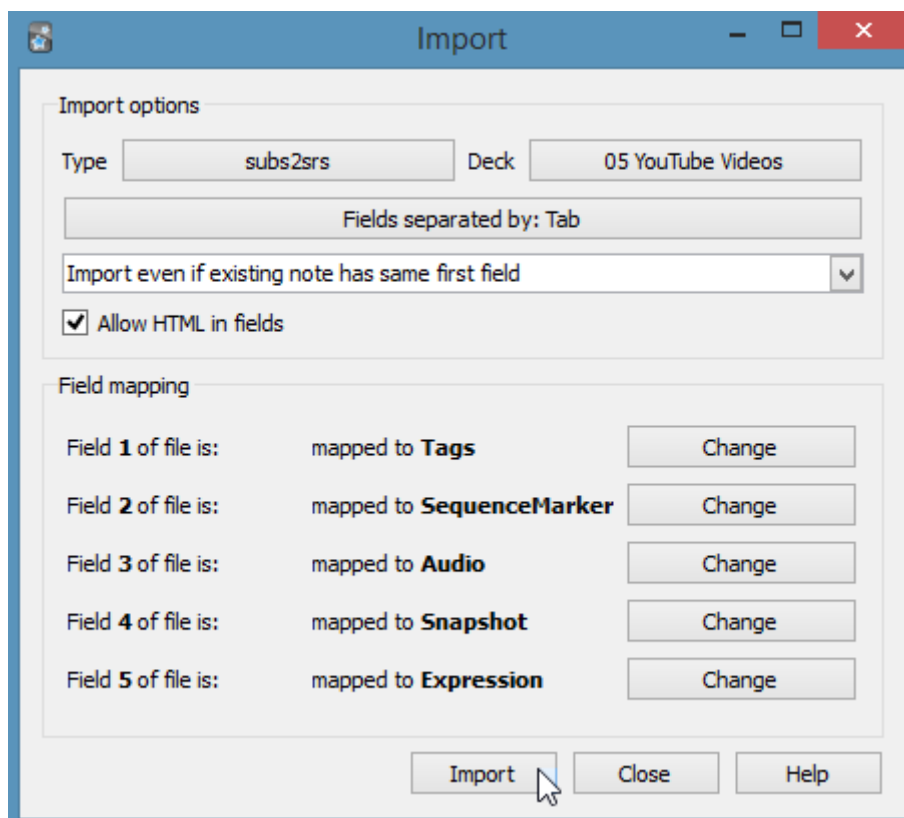 Import
Import options
Type subs2srs Deck 05 YouTube Videos
Fields separated by: Tab
Import even if existing note has same first field
Allow HTML in fields
Field mapping
Field 1 of file is: mapped to Tags Change
Field 2 of file is: mapped to SequenceMarker Change
Field 3 of file is: mapped to Audio Change
Field 4 of file is: mapped to Snapshot Change
Field 5 of file is: mapped to Expression Change
Import Close Help